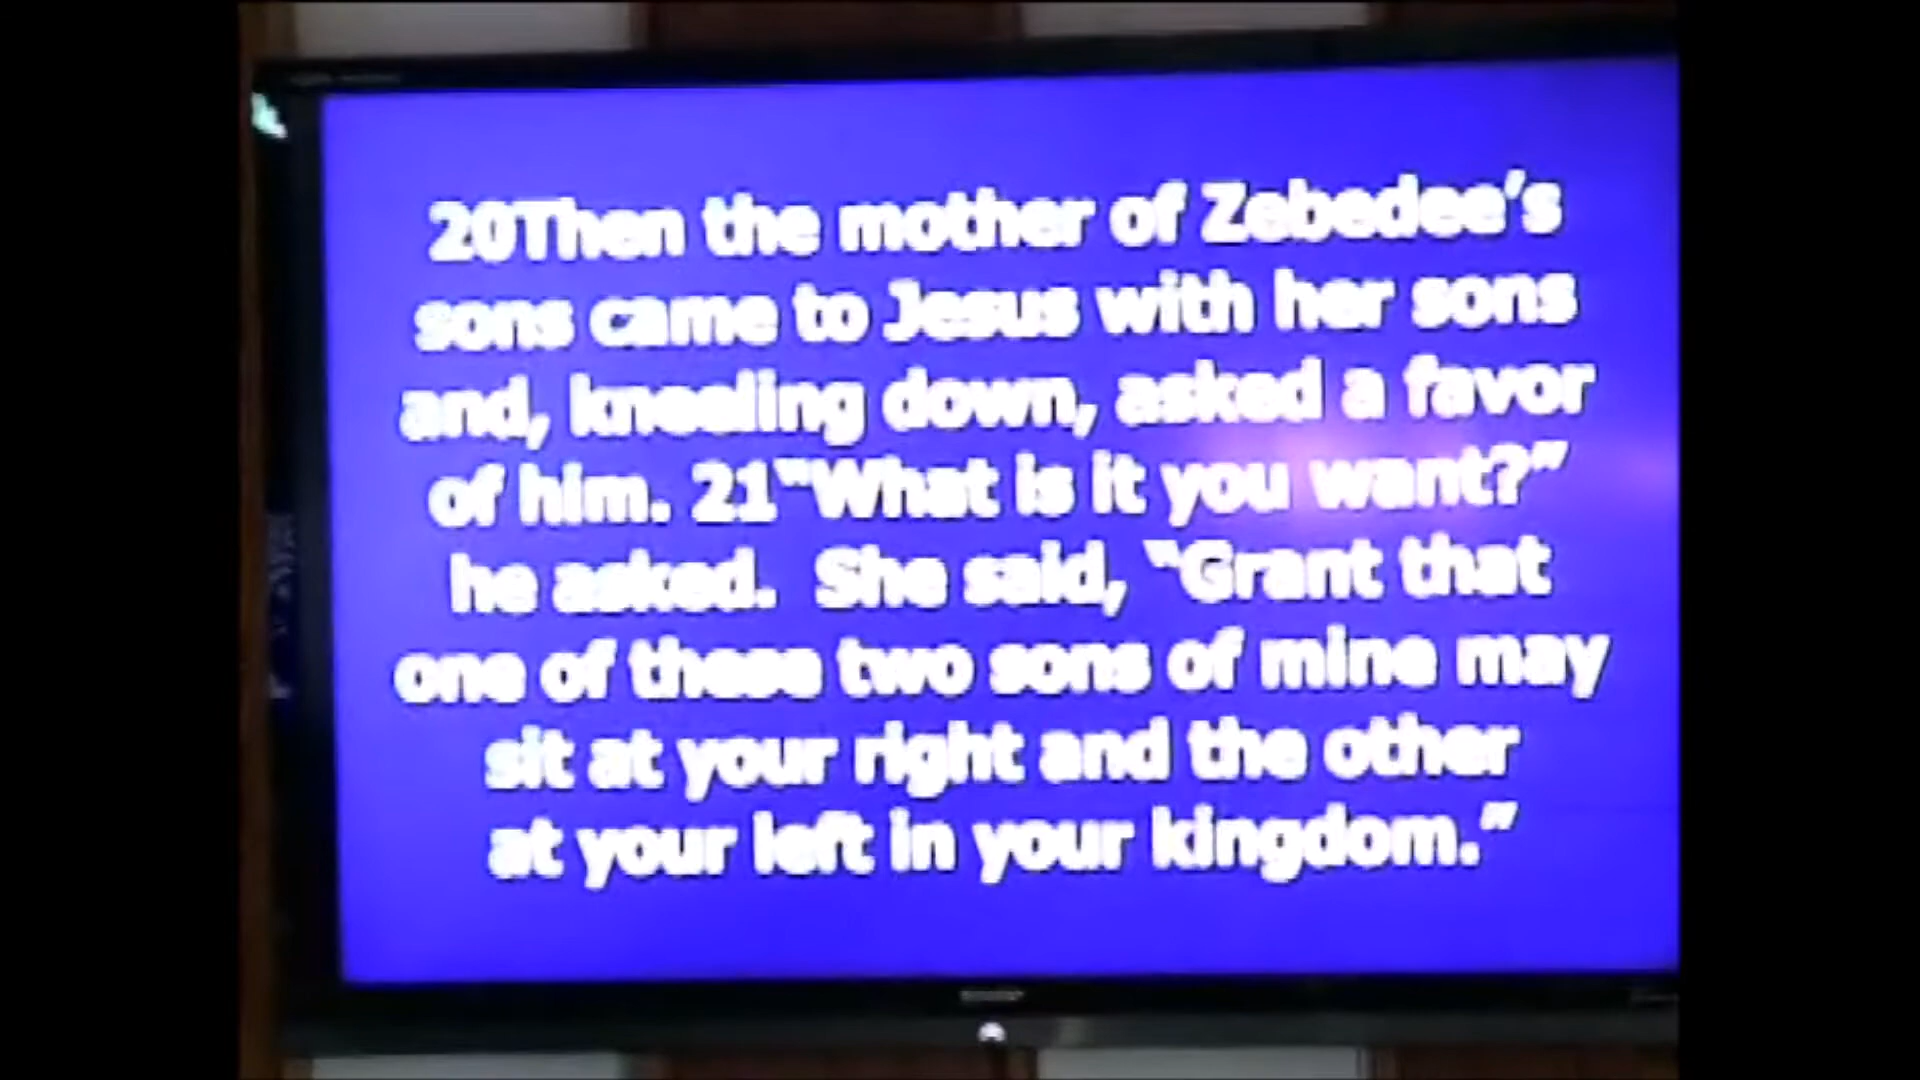 20Then the mother of Zebedee’s
sons came to Jesus with her sons
and, kneeling down, asked a favor
of him. 21“What is it you want?”
he asked.  She said, “Grant that
one of these two sons of mine may
sit at your right and the other
at your left in your kingdom.”